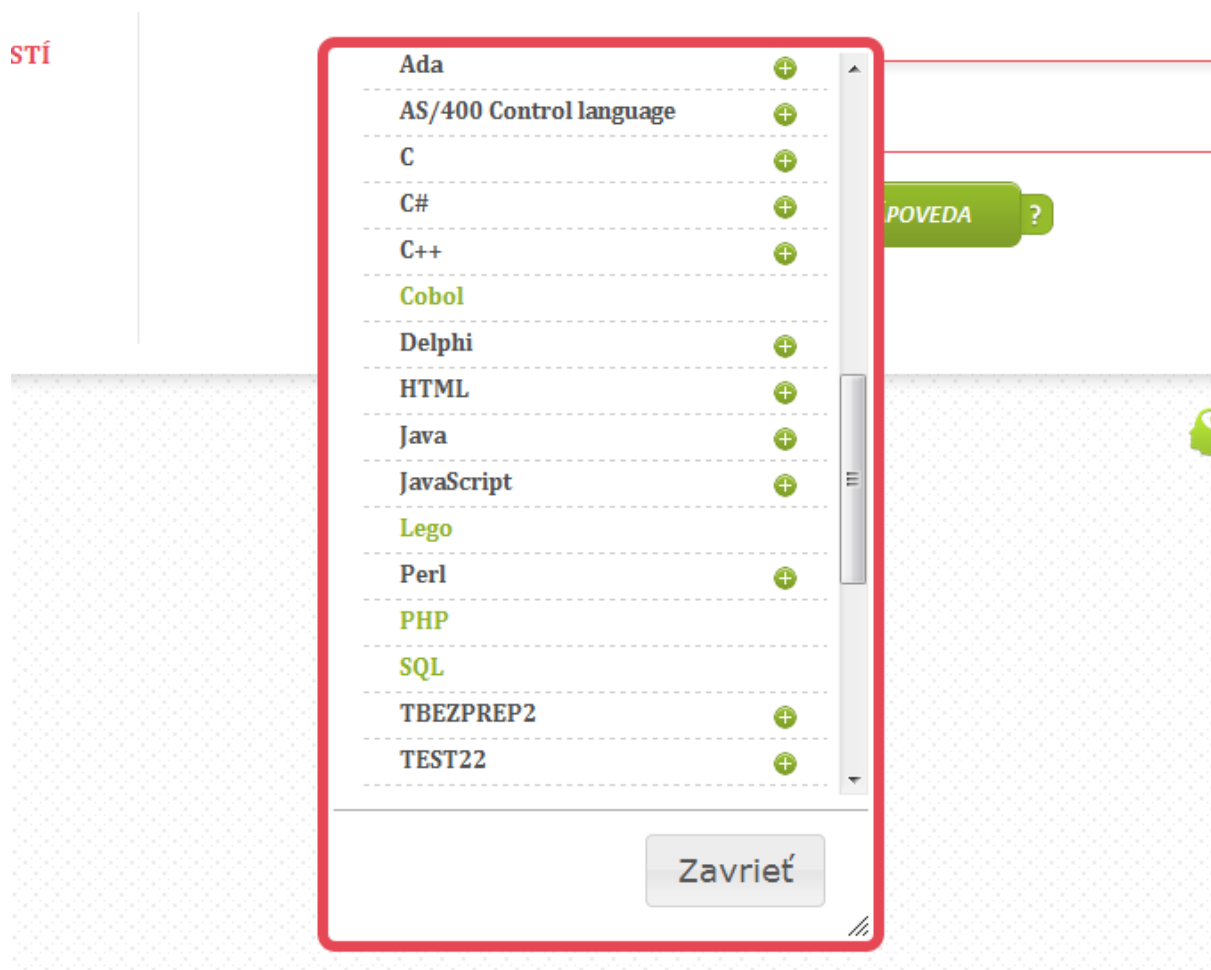 STÍ
Ada
AS/400 Control language
C
C#
C++
POVEDA ?
Cobol
Delphi
HTML
Java
JavaScript
Lego
Perl
PHP
SQL
TBEZPREP2
TEST22
Zavrieť